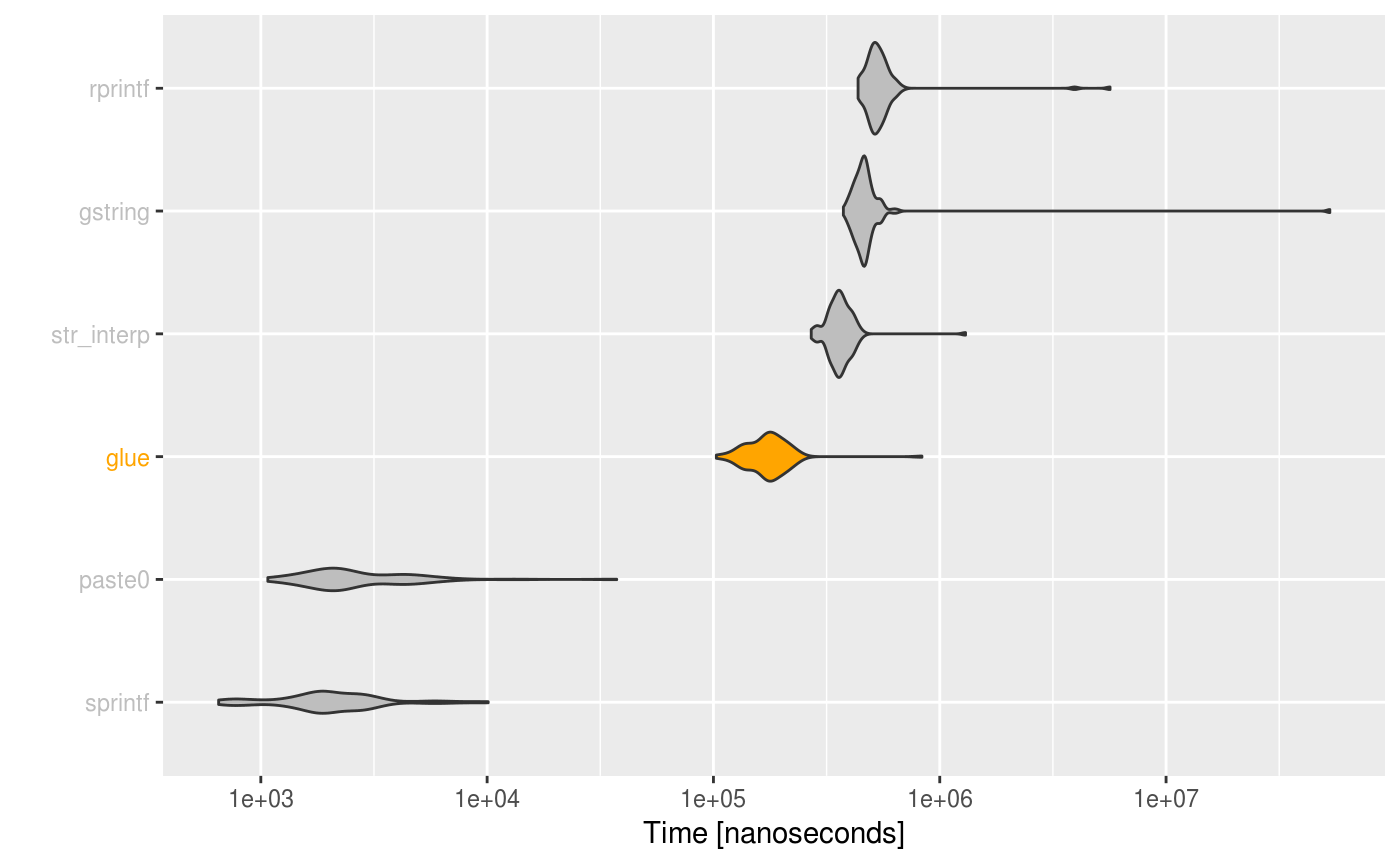 rprintf
gstring
str_interp
glue
paste0
sprintf
1e+03 1e+04 1e+05 1e+06 1e+07
Time [nanoseconds]